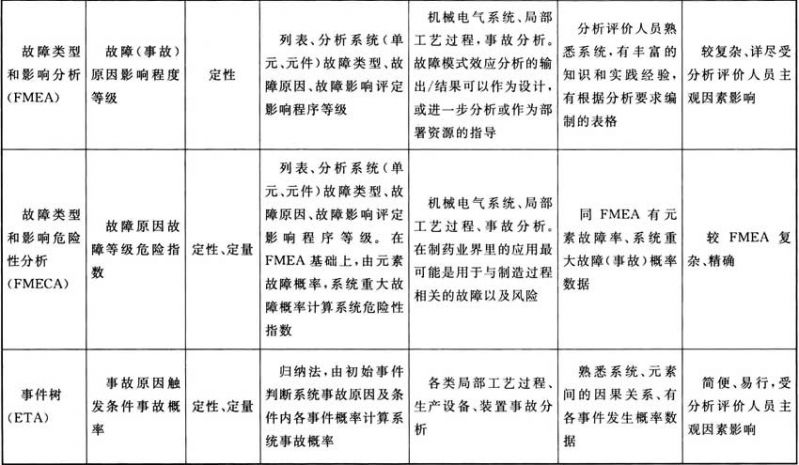 故障类型
和影响分析
(FMEA)
故障(事故)
原因影响程度
等级
定性
列表、分析系统(单
元、元件)故障类型、故
障原因、故障影响评定
影响程序等级
机械电气系统、局部
工艺过程，事故分析。
故障模式效应分析的输
出/结果可以作为设计，
或进一步分析或作为部
署资源的指导
分析评价人员熟
悉系统，有丰富的
知识和实践经验，
有根据分析要求编
制的表格
较复杂、详尽受
分析评价人员主
观因素影响
故障类型
和影响危险
性分析
(FMECA)
故障原因故
障等级危险指
数
定性、定量
列表、分析系统(单
元、元件)故障类型、故
障原因、故障影响评定
影响程序等级。在
FMEA 基础上，由元素
故障概率，系统重大故
障概率计算系统危险性
指数
机械电气系统、局部
工艺过程、事故分析。
在制药业界里的应用最
可能是用于与制造过程
相关的故障以及风险
同 FMEA 有元
素故障率、系统重
大故障(事故)概率
数据
较 FMEA 复
杂、精确
事件树
(ETA)
事故原因触
发条件事故概
率
定性、定量
归纳法，由初始事件
判断系统事故原因及条
件内各事件概率计算系
统事故概率
各类局部工艺过程、
生产设备、装置事故分
析
熟悉系统、元素
间的因果关系、有
各事件发生概率数
据
简便、易行，受
分析评价人员主
观因素影响